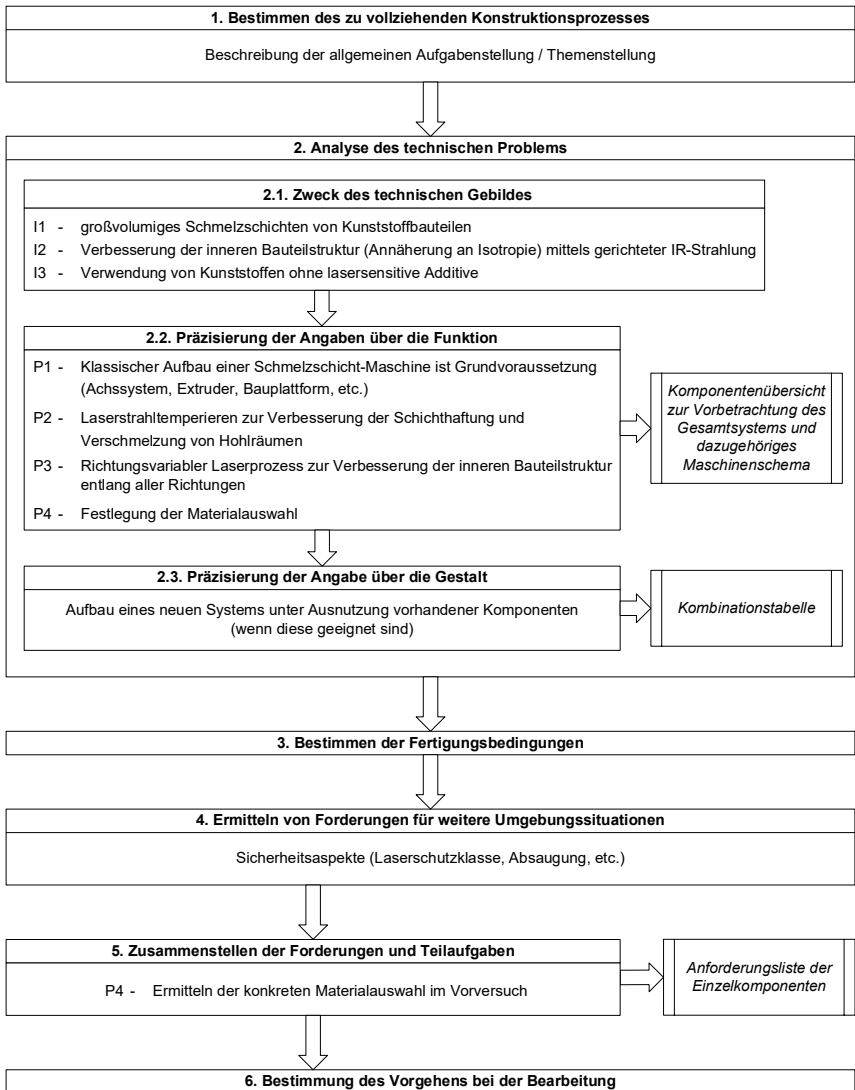 1. Bestimmen des zu vollziehenden Konstruktionsprozesses
Beschreibung der allgemeinen Aufgabenstellung / Themenstellung
2. Analyse des technischen Problems
2.1. Zweck des technischen Gebildes
I1 - großvolumiges Schmelzschichten von Kunststoffbauteilen
I2 - Verbesserung der inneren Bauteilstruktur (Annäherung an Isotropie) mittels gerichteter IR-Strahlung
I3 - Verwendung von Kunststoffen ohne lasersensitive Additive
2.2. Präzisierung der Angaben über die Funktion
P1 - Klassischer Aufbau einer Schmelzschicht-Maschine ist Grundvoraussetzung
(Achssystem, Extruder, Bauplattform, etc.)
P2 - Laserstrahltemperieren zur Verbesserung der Schichthaftung und
Verschmelzung von Hohlräumen
P3 - Richtungsvariabler Laserprozess zur Verbesserung der inneren Bauteilstruktur
entlang aller Richtungen
P4 - Festlegung der Materialauswahl
Komponentenübersicht
zur Vorbetrachtung des
Gesamtsystems und
dazugehöriges
Maschinenschema
2.3. Präzisierung der Angabe über die Gestalt
Aufbau eines neuen Systems unter Ausnutzung vorhandener Komponenten
(wenn diese geeignet sind)
Kombinationstabelle
3. Bestimmen der Fertigungsbedingungen
4. Ermitteln von Forderungen für weitere Umgebungssituationen
Sicherheitsaspekte (Laserschutzklasse, Absaugung, etc.)
5. Zusammenstellen der Forderungen und Teilaufgaben
P4 - Ermitteln der konkreten Materialauswahl im Vorversuch
Anforderungsliste der
Einzelkomponenten
6. Bestimmung des Vorgehens bei der Bearbeitung